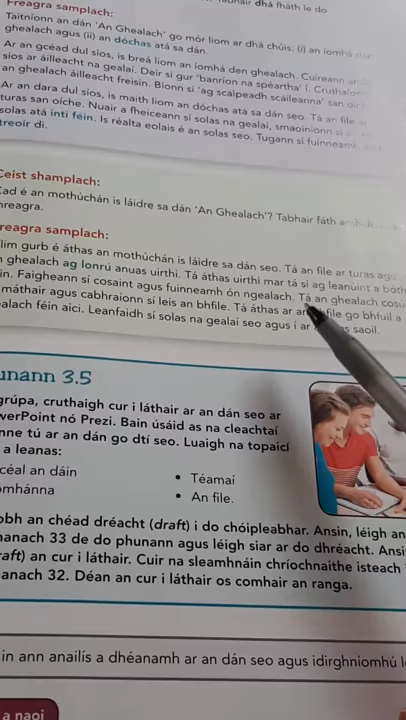 dhá fháth le do
Freagra samplach:
Taitníonn an dán 'An Ghealach' go mór liom ar dhá chúis: (i) an íomhá
ghealach agus (ii) an dóchas atá sa dán.
Ar an gcéad dul síos, is breá liom an íomhá den ghealach. Cuireann
síos ar áilleacht na gealaí. Deir sí gur 'banríon na spéartha' í. Cruthaíonn
an ghealach áilleacht freisin. Bíonn sí 'ag scaipeadh scáileanna' san
Ar an dara dul síos, is maith liom an dóchas atá sa dán seo. Tá an file
turas san oíche. Nuair a fheiceann sí solas na gealaí, smaoiníonn sí
solas atá inti féin. Is réalta eolais é an solas seo. Tugann sí fuinneamh
treoir di.
Ceist shamplach:
Cad é an mothúchán is láidre sa dán 'An Ghealach'? Tabhair fáth
reagra samplach:
lim gurb é áthas an mothúchán is láidre sa dán seo. Tá an file ar turas
ghealach ag lonrú anuas uirthi. Tá áthas uirthi mar tá sí ag leanúint a
in. Faigheann sí cosaint agus fuinneamh ón ngealach. Tá an ghealach
máthair agus cabhraíonn sí leis an bhfile. Tá áthas ar an file go bhfuil a
alach féin aici. Leanfaidh sí solas na gealaí seo agus í ar saoil.
unann 3.5
grúpa, cruthaigh cur i láthair ar an dán seo ar
werPoint nó Prezi. Bain úsáid as na cleachtaí
nne tú ar an dán go dtí seo. Luaigh na topaicí
a leanas:
céal an dáin
omhánna
• Téamaí
• An file.
obh an chéad dréacht (draft) i do chóipleabhar. Ansin, léigh an
anach 33 de do phunann agus léigh siar ar do dhréacht. Ansi
raft) an cur i láthair. Cuir na sleamhnáin chríochnaithe isteach
anach 32. Déan an cur i láthair os comhair an ranga.
in ann anailís a dhéanamh ar an dán seo agus idirghníomhú
a naoi